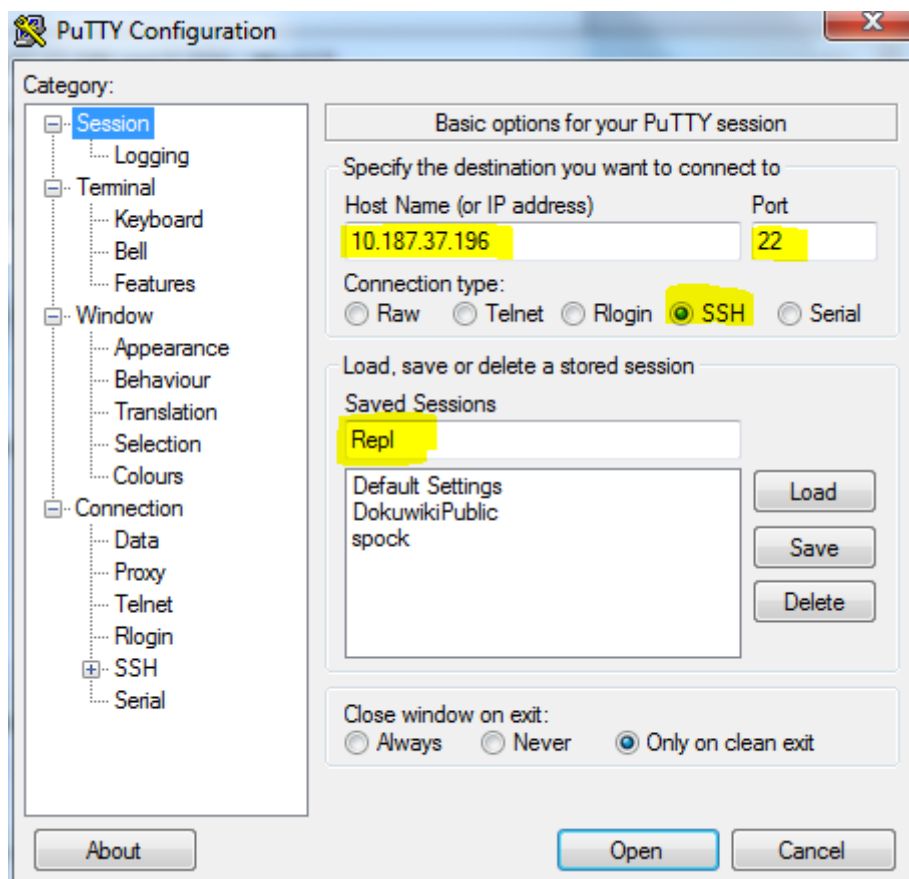 PuTTY Configuration
x
Category:
Session
Logging
Terminal
Keyboard
Bell
Features
Window
Appearance
Behaviour
Translation
Selection
Colours
Connection
Data
Proxy
Telnet
Rlogin
SSH
Serial
Basic options for your PuTTY session
Specify the destination you want to connect to
Host Name (or IP address) Port
10.187.37.196 22
Connection type:
Raw Telnet Rlogin SSH Serial
Load, save or delete a stored session
Saved Sessions
Repl
Default Settings
DokuwikiPublic
spock
Load
Save
Delete
Close window on exit:
Always Never Only on clean exit
About Open Cancel